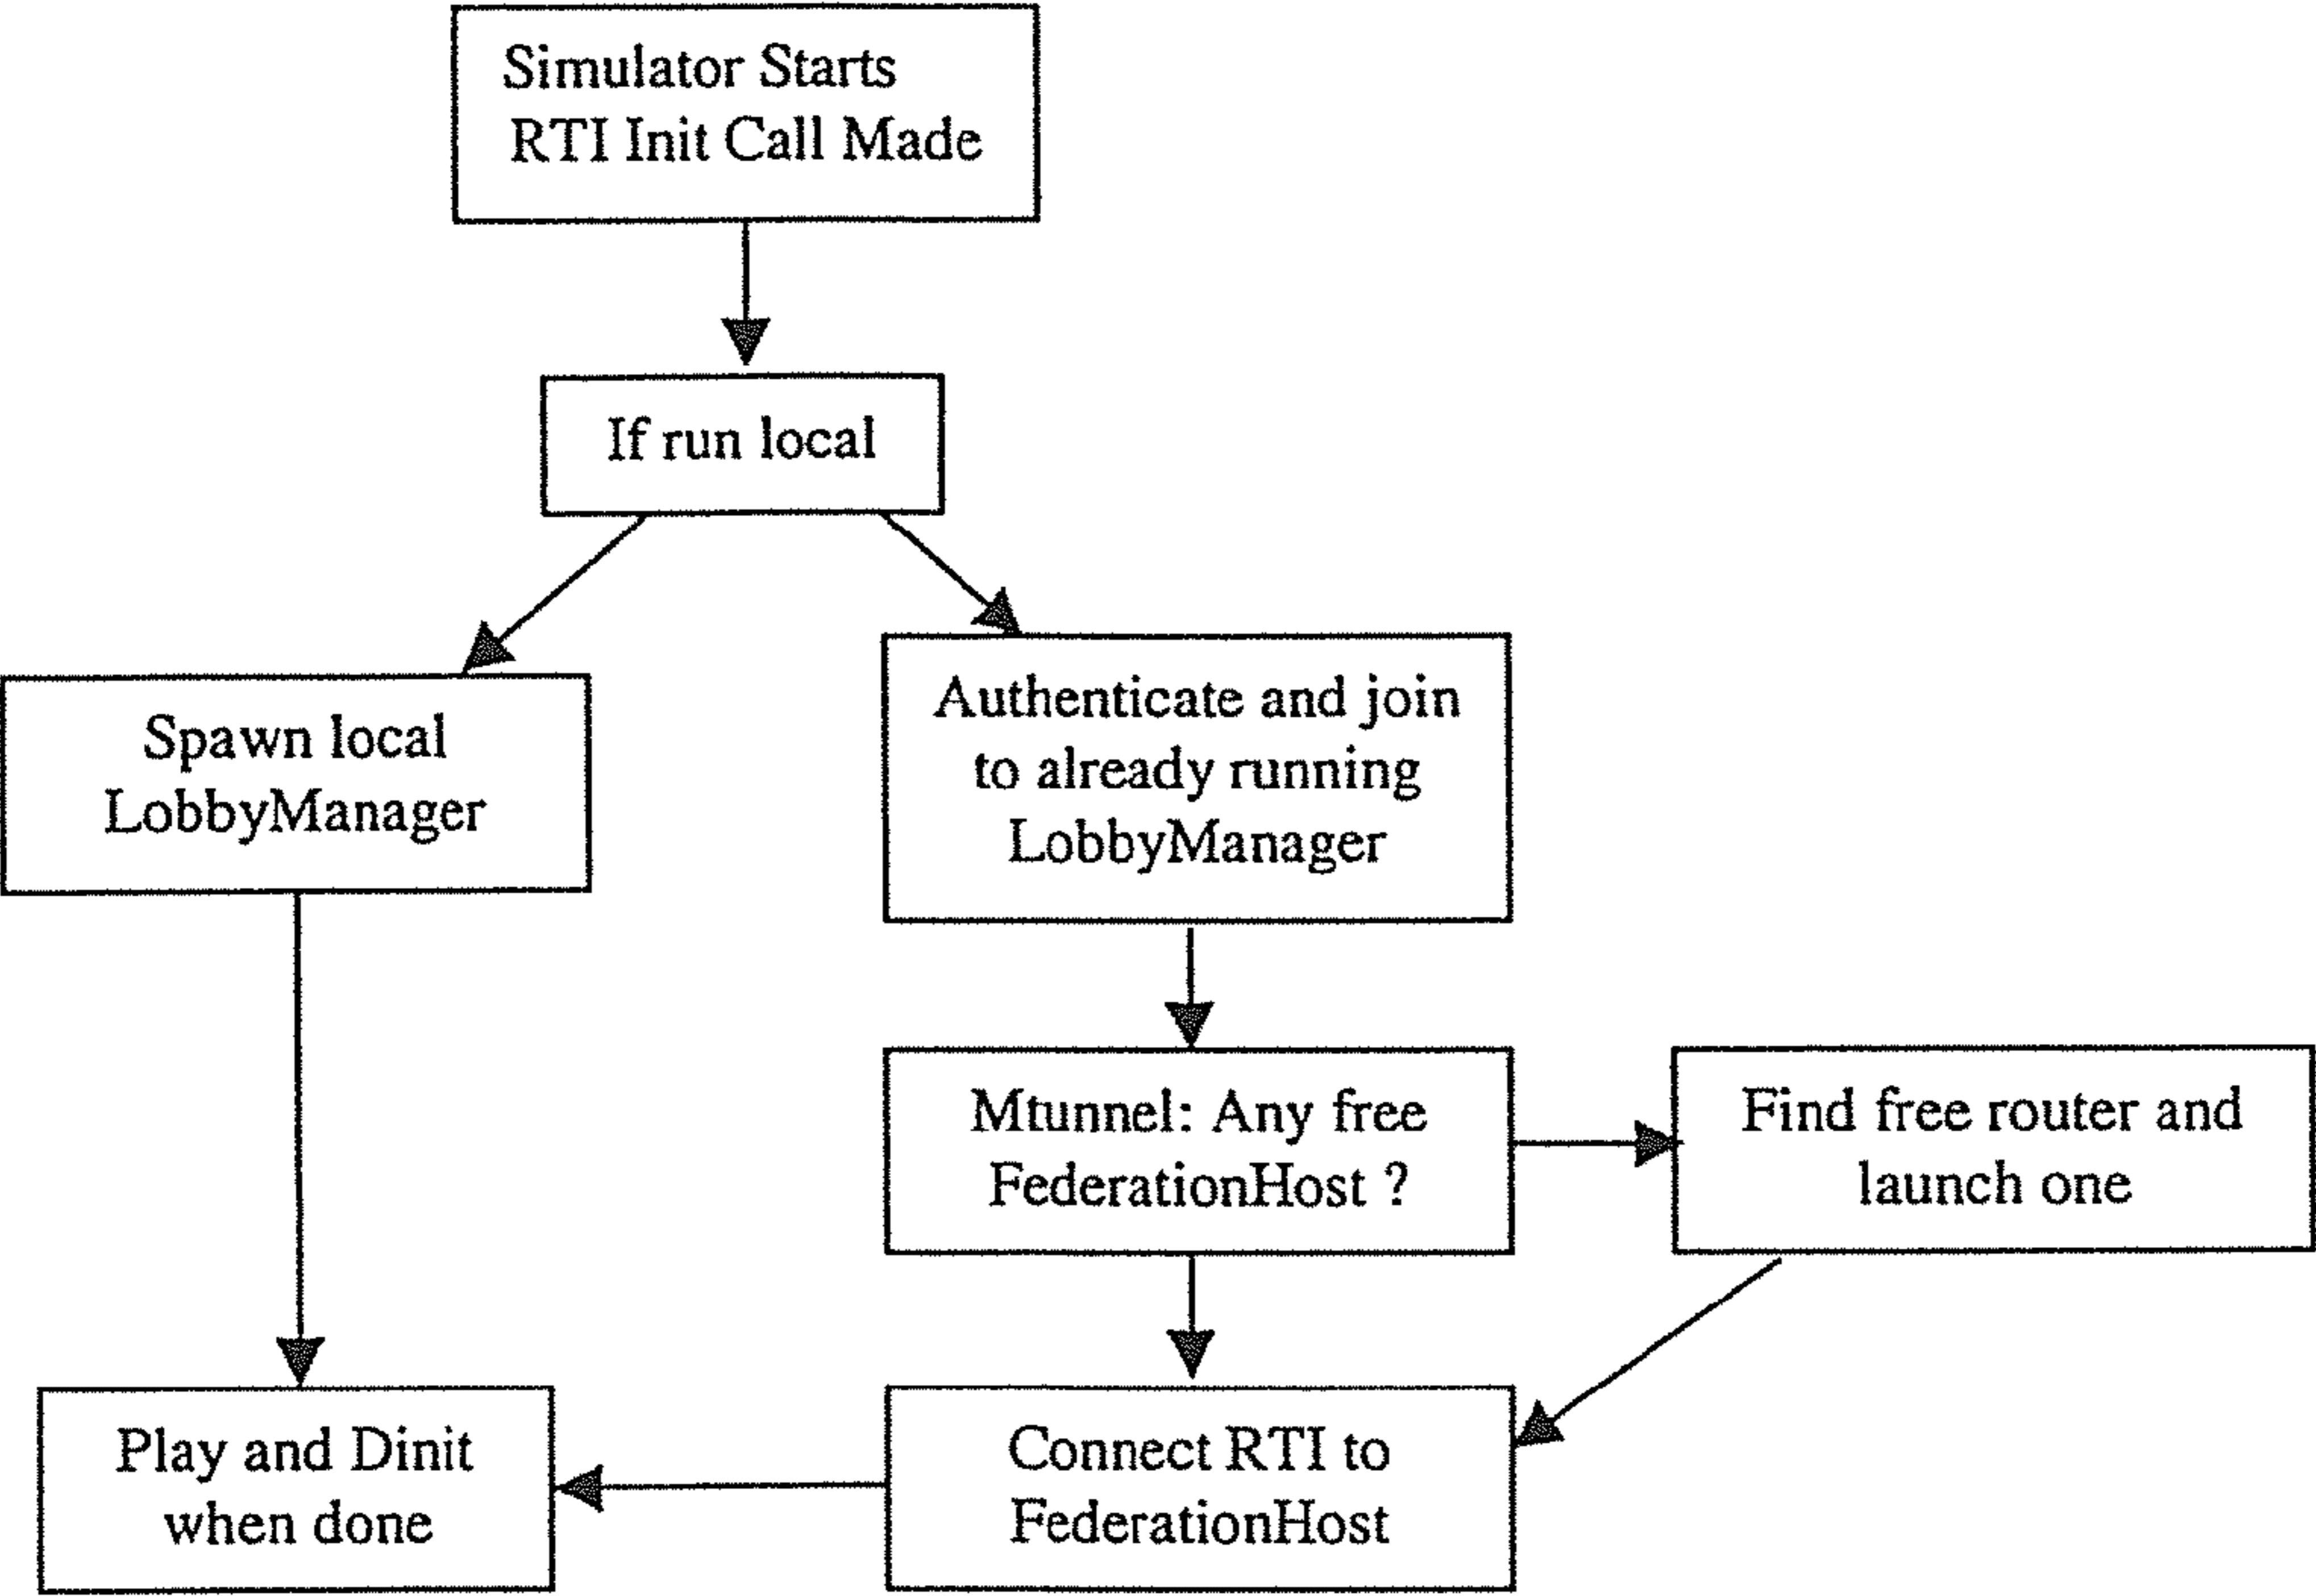 Simulator Starts
RTI Init Call Made
If run local
Spawn local
LobbyManager
Authenticate and join
to already running
LobbyManager
Mtunnel: Any free
FederationHost ?
Find free router and
launch one
Play and Dinit
when done
Connect RTI to
FederationHost